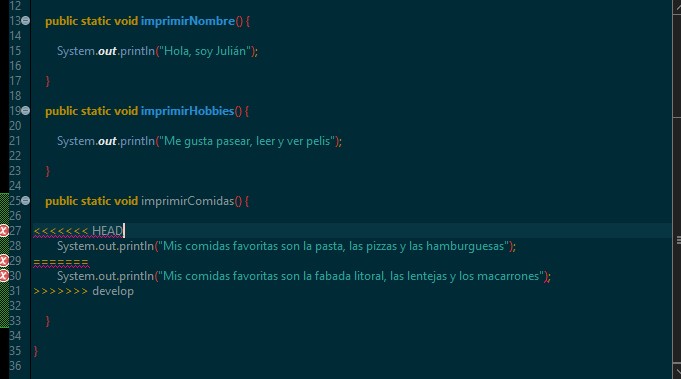 12
13 public static void imprimirNombre() {
14
15 System.out.println("Hola, soy Julián");
16
17 }
18
19 public static void imprimirHobbies() {
20
21 System.out.println("Me gusta pasear, leer y ver pelis");
22
23 }
24
25 public static void imprimirComidas() {
26
27 <<<<<<< HEAD
28 System.out.println("Mis comidas favoritas son la pasta, las pizzas y las hamburguesas");
29 =======
30 System.out.println("Mis comidas favoritas son la fabada litoral, las lentejas y los macarrones");
31 >>>>>>> develop
32
33 }
34
35 }
36